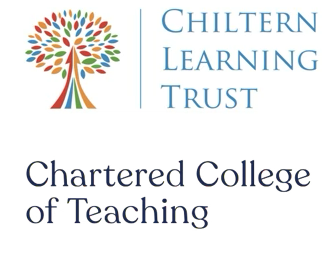 CHILTERN
LEARNING
TRUST
Chartered College
of Teaching